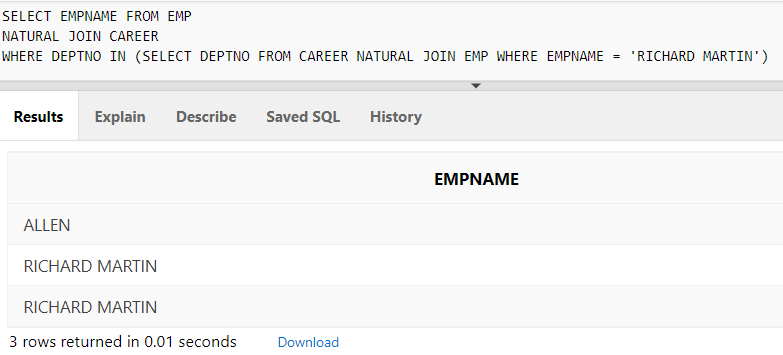 SELECT EMPNAME FROM EMP
NATURAL JOIN CAREER
WHERE DEPTNO IN (SELECT DEPTNO FROM CAREER NATURAL JOIN EMP WHERE EMPNAME = 'RICHARD MARTIN')
Results Explain Describe Saved SQL History
EMPNAME
ALLEN
RICHARD MARTIN
RICHARD MARTIN
3 rows returned in 0.01 seconds Download